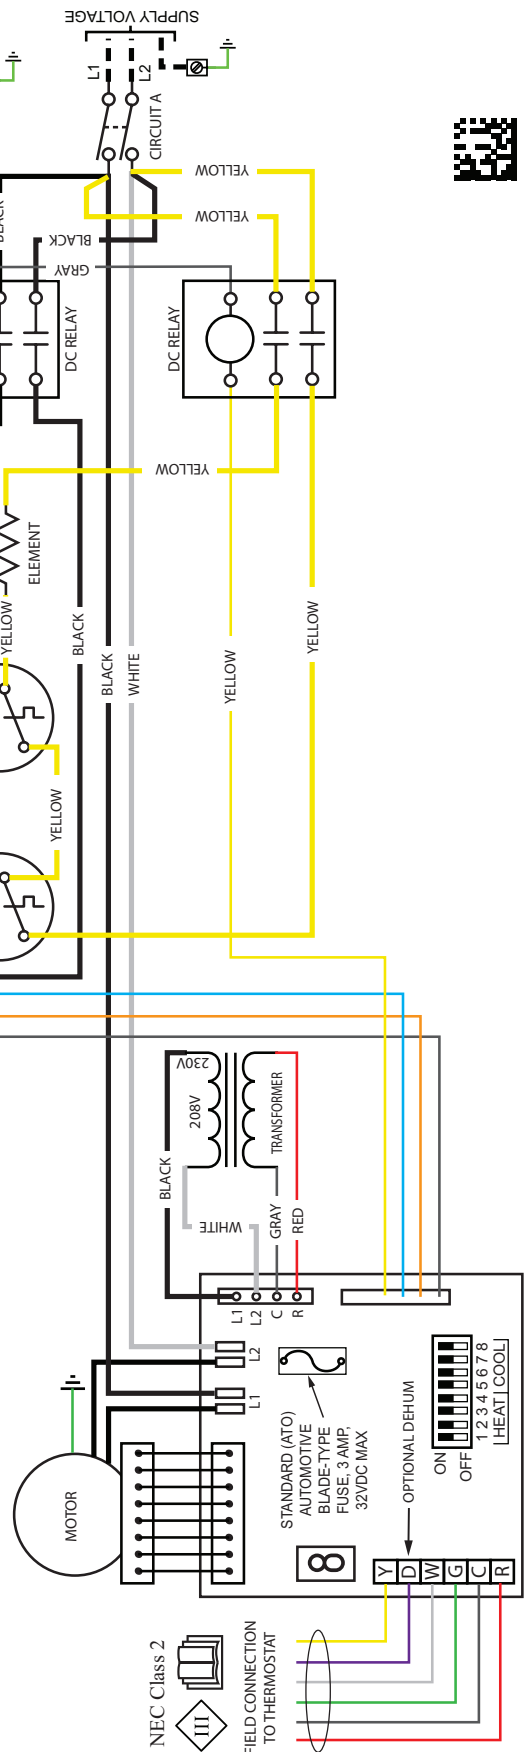 SUPPLY VOLTAGE
L1
L2
CIRCUIT A
YELLOW
BLACK
YELLOW
BLACK
GRAY
DC RELAY
DC RELAY
YELLOW
ELEMENT
YELLOW
BLACK
BLACK
WHITE
YELLOW
YELLOW
YELLOW
230V
208V
TRANSFORMER
BLACK
WHITE
GRAY
RED
L1
L2
C
R
L2
L1
MOTOR
STANDARD (ATO)
AUTOMOTIVE
BLADE-TYPE
FUSE, 3 AMP,
32VDC MAX
OPTIONAL DEHUM
ON
OFF
1 2 3 4 5 6 7 8
| HEAT | COOL |
8
Y
D
W
G
C
R
NEC Class 2
III
FIELD CONNECTION
TO THERMOSTAT